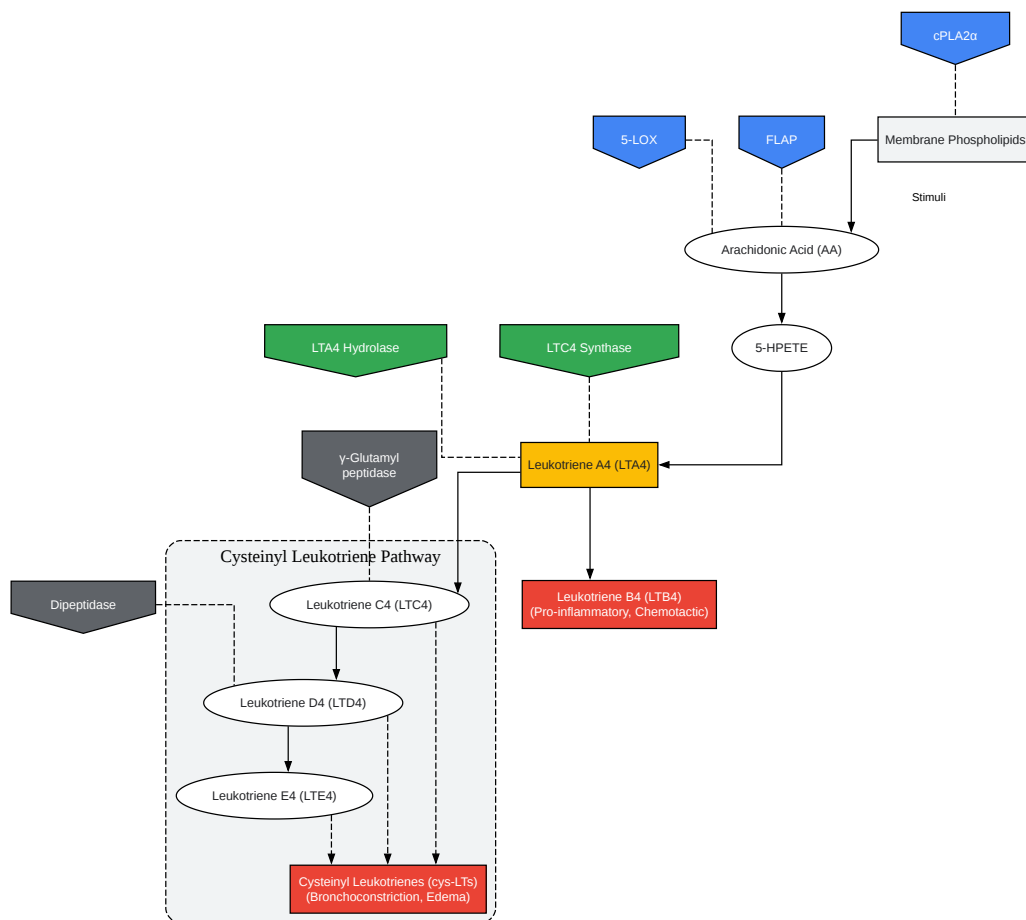 cPLA2α
5-LOX
FLAP
Membrane Phospholipids
Stimuli
Arachidonic Acid (AA)
5-HPETE
LTA4 Hydrolase
LTC4 Synthase
γ-Glutamyl
peptidase
Leukotriene A4 (LTA4)
Cysteinyl Leukotriene Pathway
Dipeptidase
Leukotriene C4 (LTC4)
Leukotriene B4 (LTB4)
(Pro-inflammatory, Chemotactic)
Leukotriene D4 (LTD4)
Leukotriene E4 (LTE4)
Cysteinyl Leukotrienes (cys-LTs)
(Bronchoconstriction, Edema)